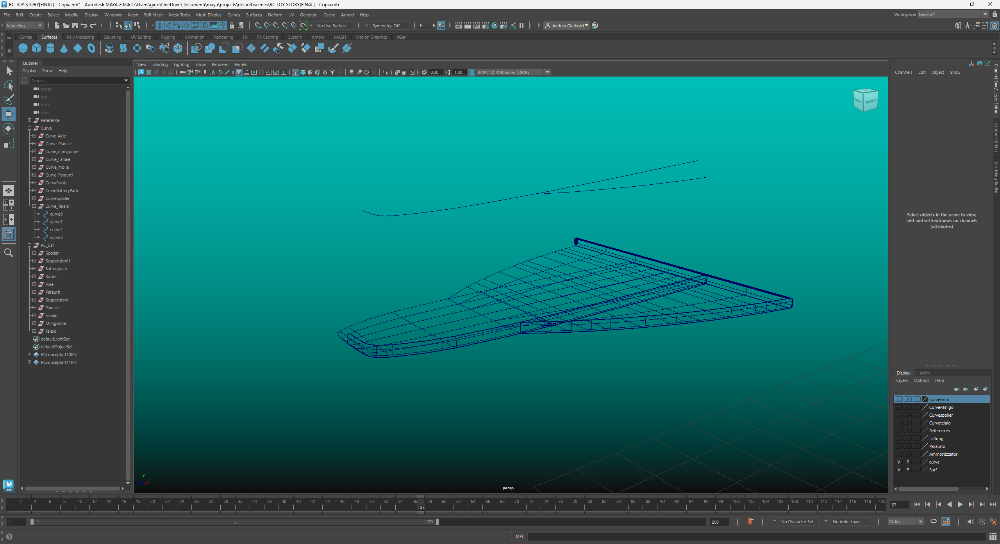 RC TOY STORY[FINAL] - Copia.mb* - Autodesk MAYA 2024: C:\Users\giuri\OneDrive\Documenti\maya\projects\default\scenes\RC TOY STORY[FINAL] - Copia.mb
File Edit Create Select Modify Display Windows Mesh Edit Mesh Mesh Tools Mesh Display Curves Surfaces Deform UV Generate Cache Arnold Help
Workspace: General*
Modeling
No Live Surface
Symmetry: Off
IPR
Curves Surfaces Poly Modeling Sculpting UV Editing Rigging Animation Rendering FX FX Caching Custom Arnold MASH Motion Graphics XGen
Outliner
Display Show Help
Search...
persp
top
front
side
Reference
Curve
Curve_Axle
Curve_Pianale
Curve_minigonne
Curve_Fanale
Curve_molla
Curve_Paraurti
CurvaRuota
CurveBatteryPack
CurveSpoiler
Curve_Telaio
curve9
curve1
curve2
curve3
RC_Car
Spoiler
Sospensioni1
Batterypack
Ruota
Axle
Paraurti
Sospensioni
Pianale
Fanale
Minigonna
Telaio
defaultLightSet
defaultObjectSet
RCconceptart10RN
RCconceptart11RN
View Shading Lighting Show Renderer Panels
0.00
1.00
ACES 1.0 SDR-video (sRGB)
FRONT RIGHT
y
x
persp
Channels Edit Object Show
Select objects in the scene to view,
edit and set keyframes on channels
(attributes)
Channel Box / Layer Editor
Attribute Editor
Modeling Toolkit
Display Anim
Layers Options Help
P CurveFana
P CurveMinigo
P Curvespoiler
P Curvetelaio
P References
P Latlong
P Paraurto
P Ammortizzatori
V P curve
V P Surf
2 4 6 8 10 12 14 16 18 20 22 24 26 28 30 32 34 36 38 40 42 44 46 48 50 52 54 56 58 60 62 64 66 68 70 72 74 76 78 80 82 84 86 88 90 92 94 96 98 100 102 104 106 108 110 112 114 116 118 120
57
57
1
1
120
200
No Character Set
No Anim Layer
24 fps
MEL
M
AYA